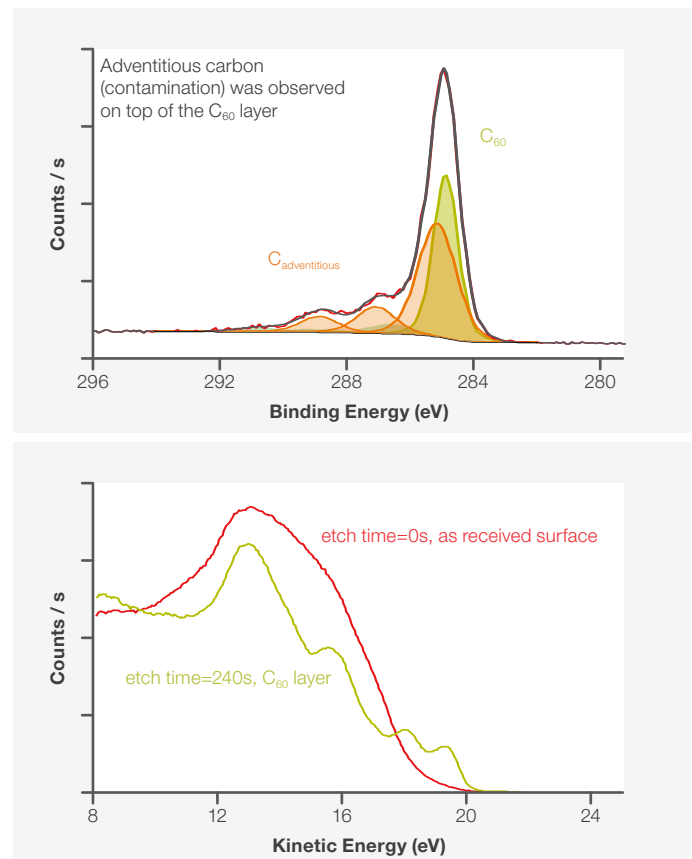 Adventitious carbon
(contamination) was observed
on top of the C₆₀ layer
C₆₀
C adventitious
Counts / s
296 292 288 284 280
Binding Energy (eV)
etch time=0s, as received surface
etch time=240s, C₆₀ layer
Counts / s
8 12 16 20 24
Kinetic Energy (eV)